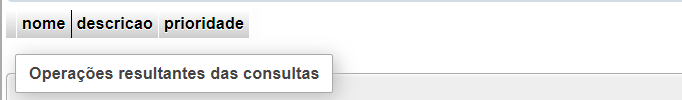 nome descricao prioridade
Operações resultantes das consultas